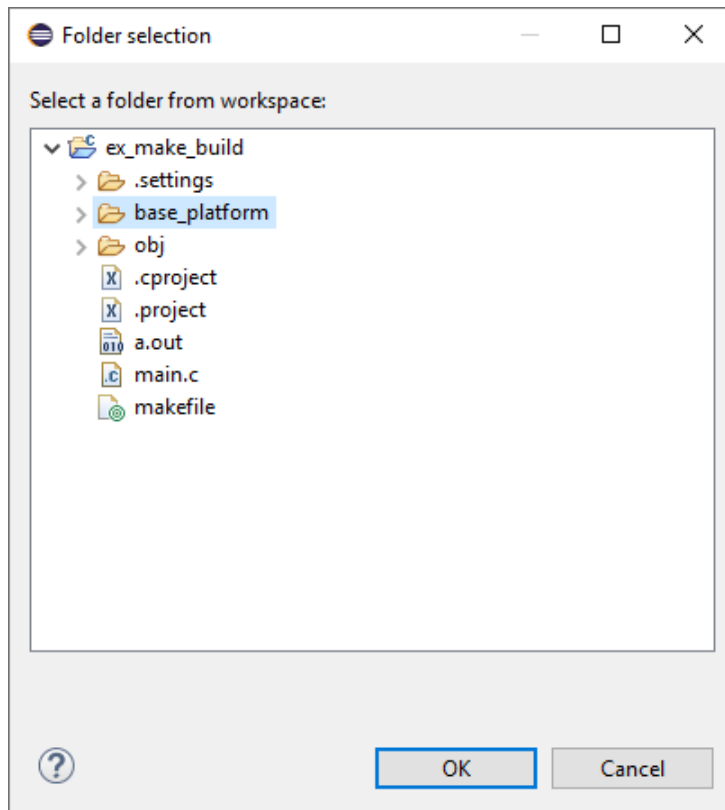 Folder selection
Select a folder from workspace:
ex_make_build
.settings
base_platform
obj
.cproject
.project
a.out
main.c
makefile
OK Cancel